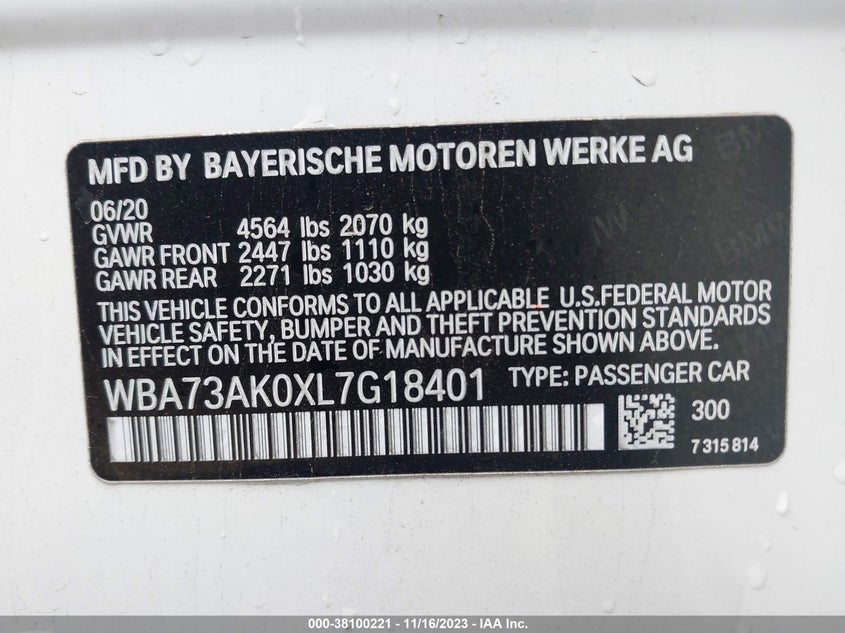 MFD BY BAYERISCHE MOTOREN WERKE AG
06/20
GVWR 4564 lbs 2070 kg
GAWR FRONT 2447 lbs 1110 kg
GAWR REAR 2271 lbs 1030 kg
THIS VEHICLE CONFORMS TO ALL APPLICABLE U.S.FEDERAL MOTOR
VEHICLE SAFETY, BUMPER AND THEFT PREVENTION STANDARDS
IN EFFECT ON THE DATE OF MANUFACTURE SHOWN ABOVE.
WBA73AK0XL7G18401 TYPE: PASSENGER CAR
300
7315814
000-38100221 - 11/16/2023 - IAA Inc.